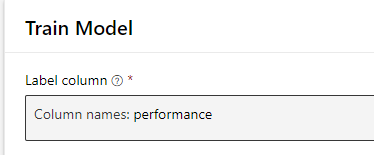 Train Model
Label column ? *
Column names: performance